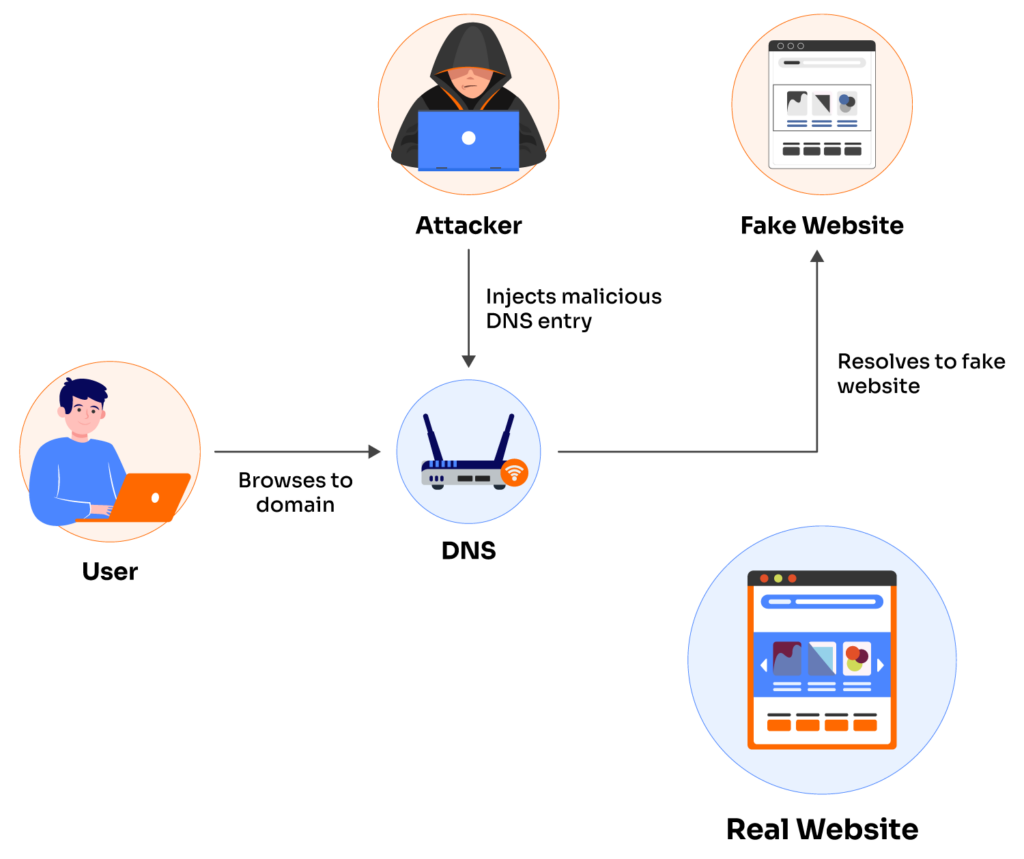 Attacker
Fake Website
Injects malicious
DNS entry
Resolves to fake
website
Browses to
domain
DNS
User
Real Website